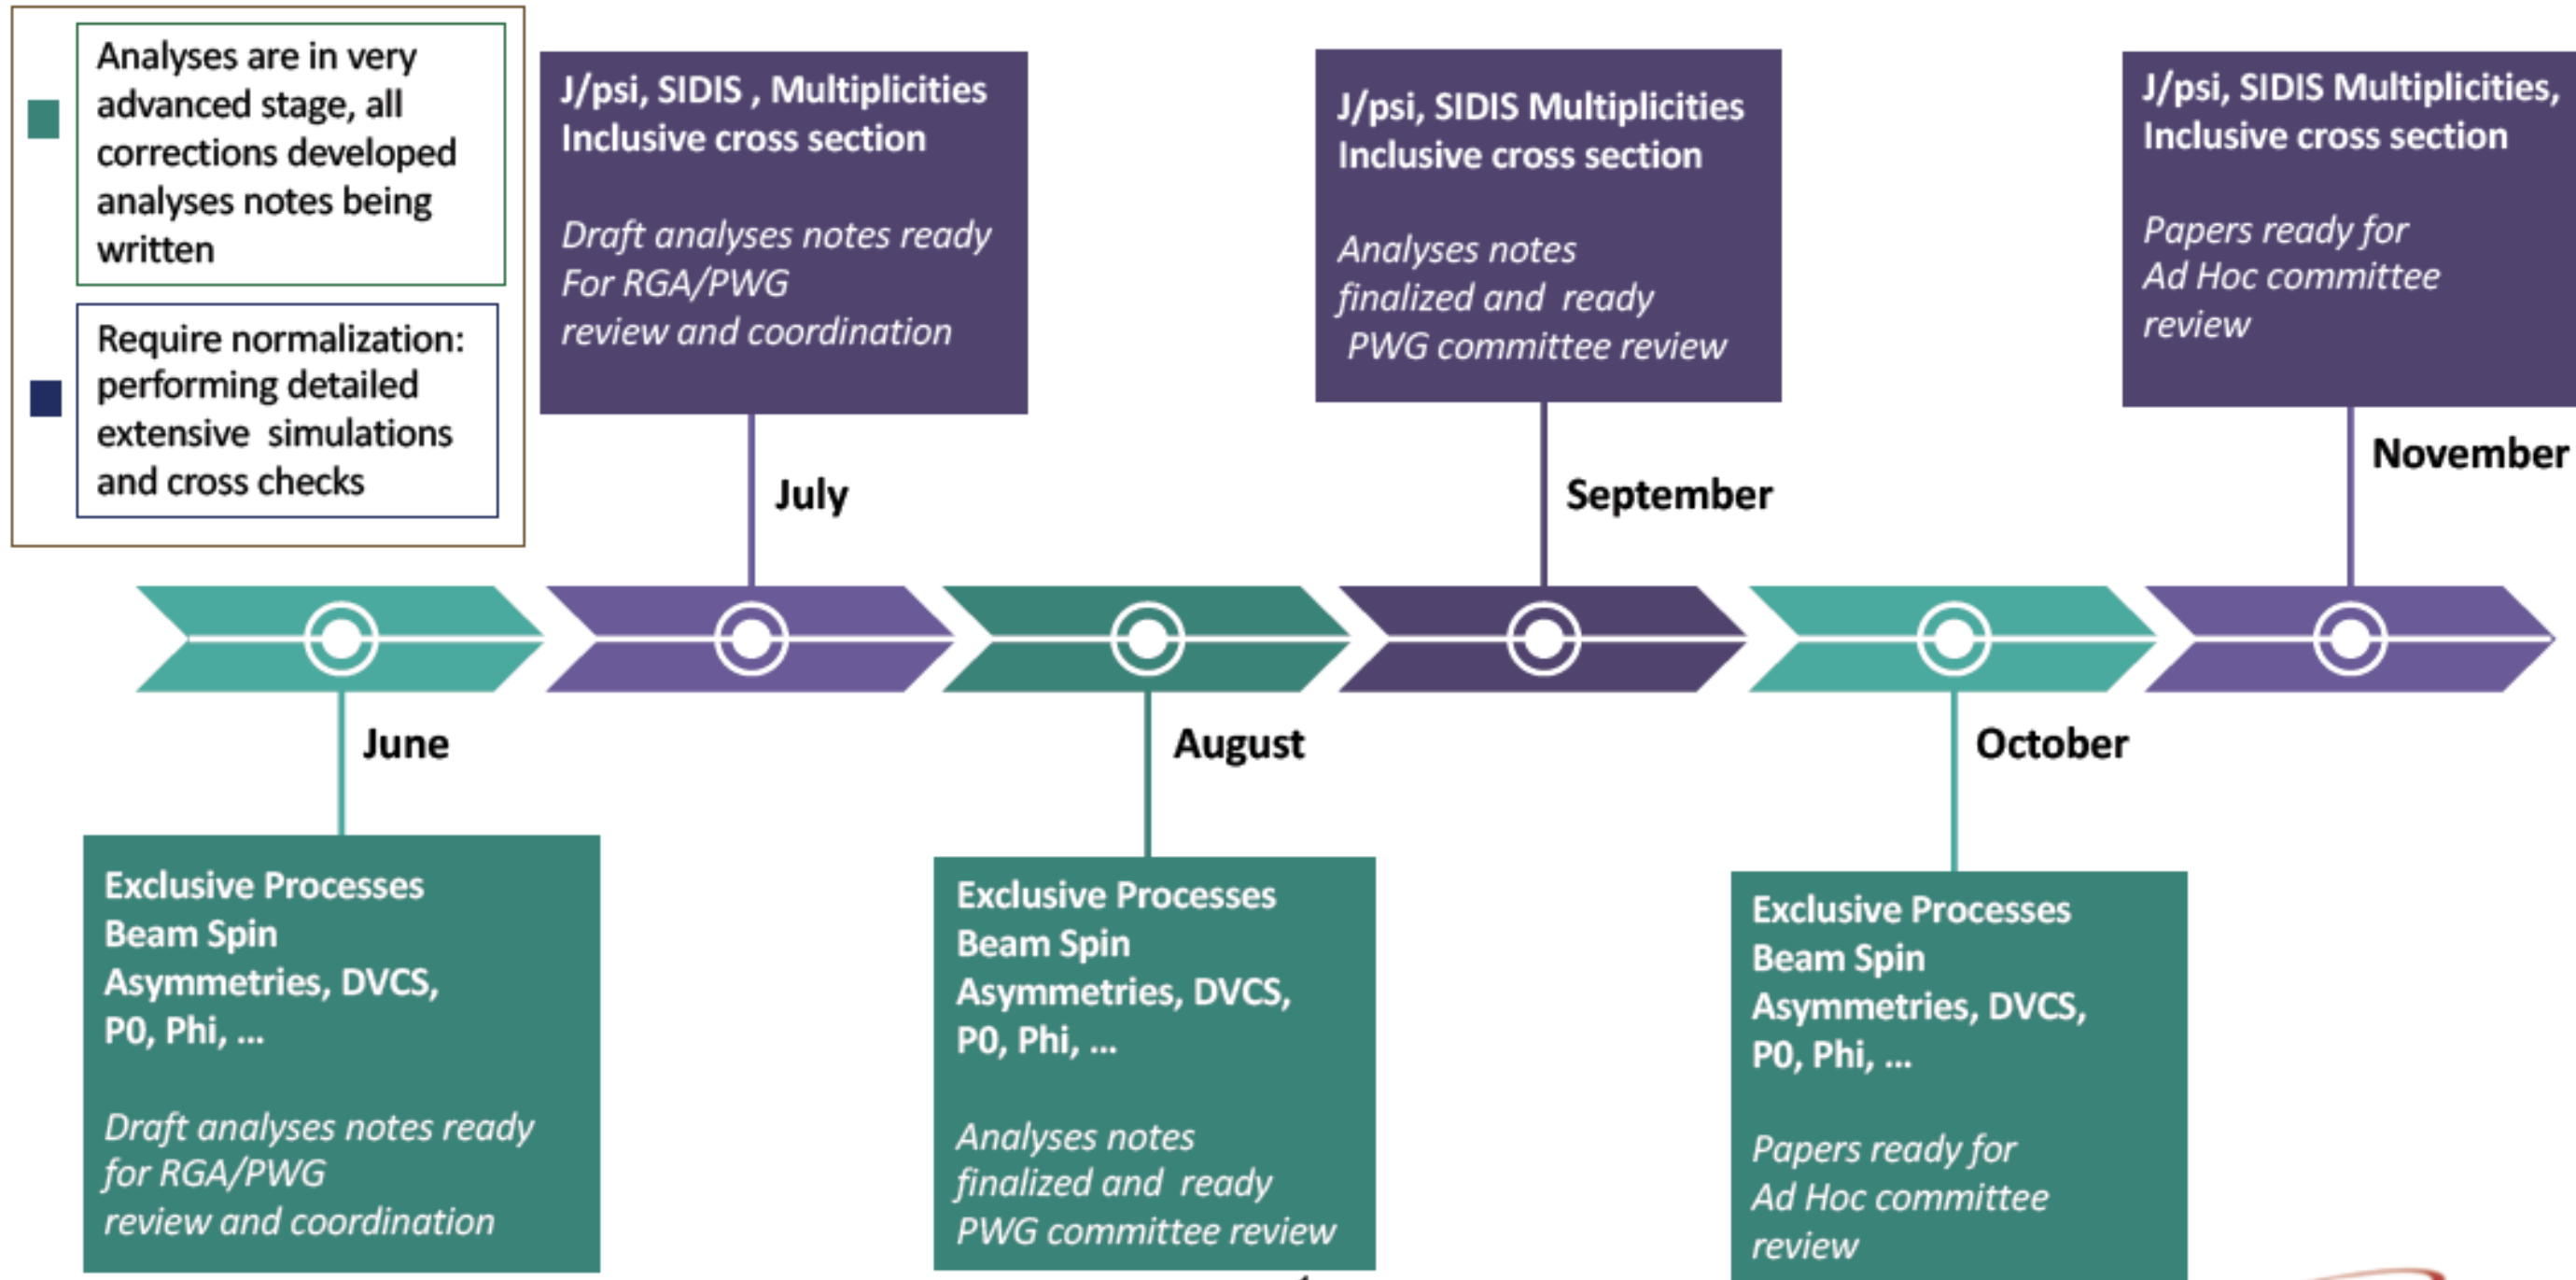 Analyses are in very
advanced stage, all
corrections developed
analyses notes being
written
Require normalization:
performing detailed
extensive simulations
and cross checks
J/psi, SIDIS , Multiplicities
Inclusive cross section
Draft analyses notes ready
For RGA/PWG
review and coordination
July
J/psi, SIDIS Multiplicities
Inclusive cross section
Analyses notes
finalized and ready
PWG committee review
September
J/psi, SIDIS Multiplicities,
Inclusive cross section
Papers ready for
Ad Hoc committee
review
November
June
Exclusive Processes
Beam Spin
Asymmetries, DVCS,
P0, Phi, ...
Draft analyses notes ready
for RGA/PWG
review and coordination
August
Exclusive Processes
Beam Spin
Asymmetries, DVCS,
P0, Phi, ...
Analyses notes
finalized and ready
PWG committee review
October
Exclusive Processes
Beam Spin
Asymmetries, DVCS,
P0, Phi, ...
Papers ready for
Ad Hoc committee
review